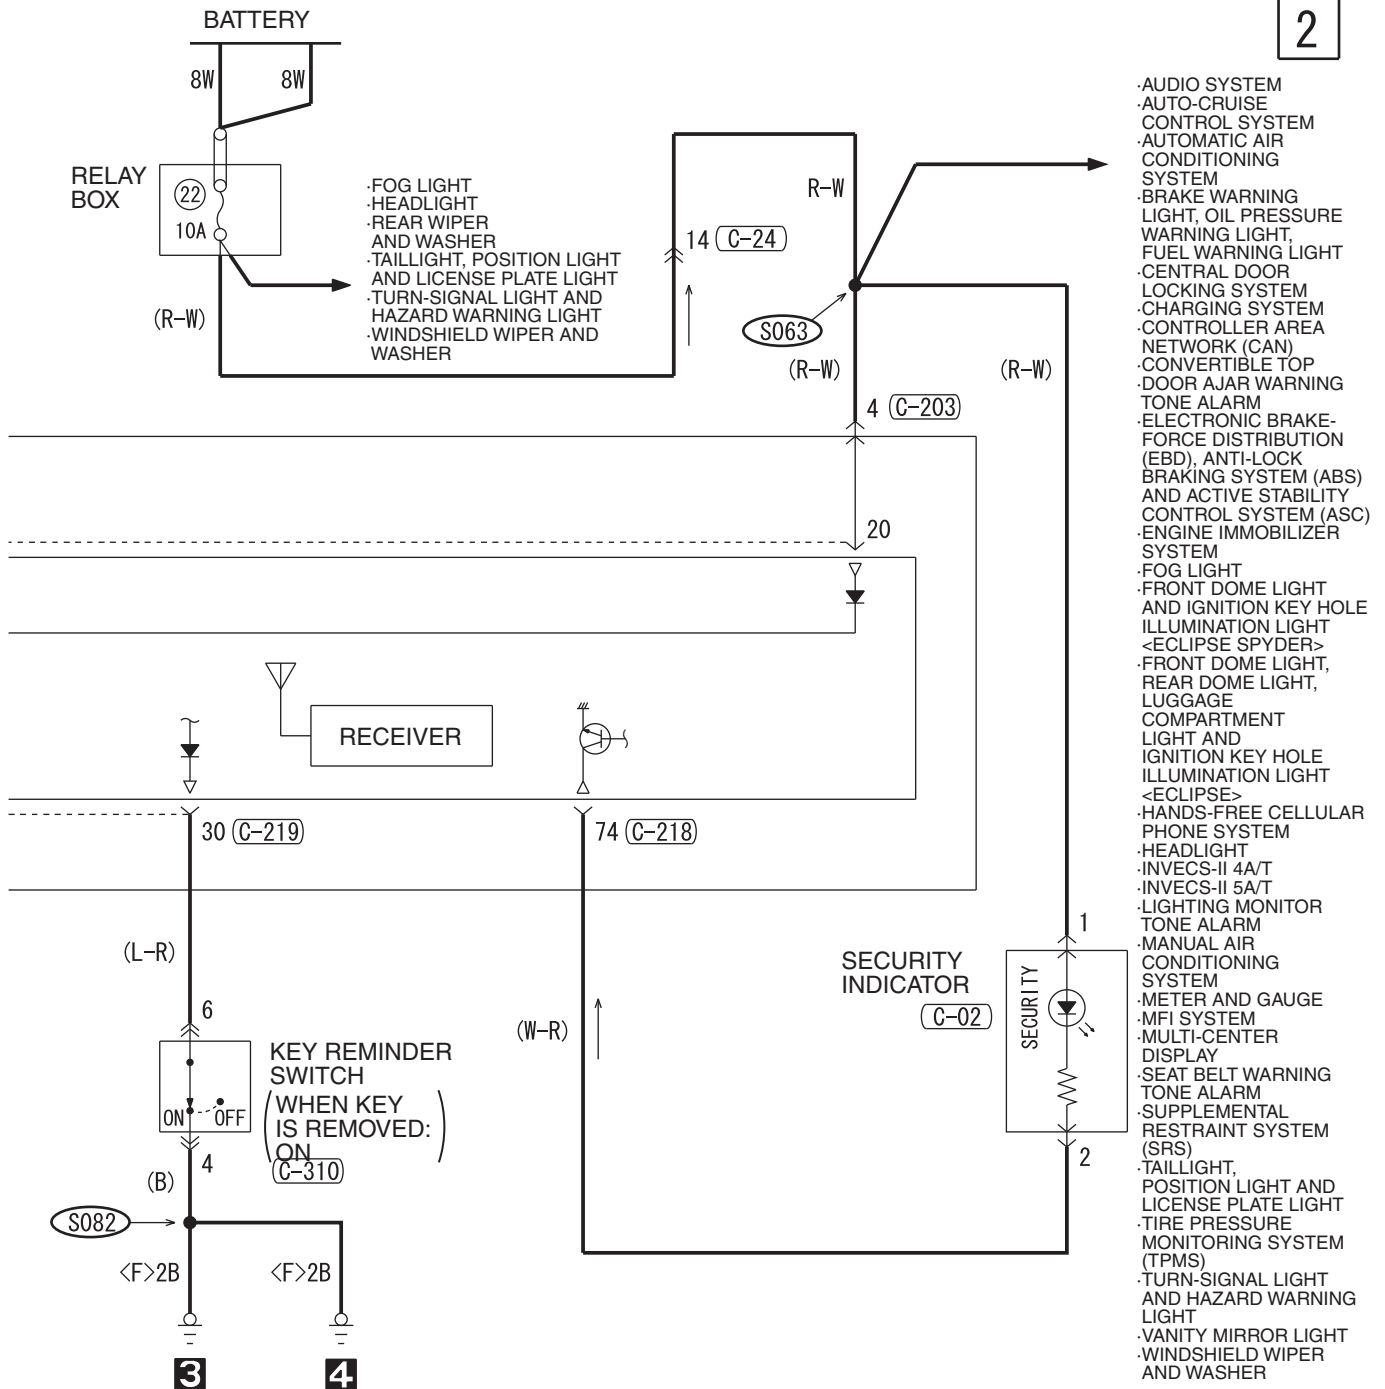 BATTERY
2
8W
8W
RELAY
BOX
22
10A
·FOG LIGHT
·HEADLIGHT
·REAR WIPER
AND WASHER
·TAILLIGHT, POSITION LIGHT
AND LICENSE PLATE LIGHT
·TURN-SIGNAL LIGHT AND
HAZARD WARNING LIGHT
·WINDSHIELD WIPER AND
WASHER
(R-W)
14 C-24
R-W
S063
(R-W)
(R-W)
4 C-203
20
·AUDIO SYSTEM
·AUTO-CRUISE
CONTROL SYSTEM
·AUTOMATIC AIR
CONDITIONING
SYSTEM
·BRAKE WARNING
LIGHT, OIL PRESSURE
WARNING LIGHT,
FUEL WARNING LIGHT
·CENTRAL DOOR
LOCKING SYSTEM
·CHARGING SYSTEM
·CONTROLLER AREA
NETWORK (CAN)
·CONVERTIBLE TOP
·DOOR AJAR WARNING
TONE ALARM
·ELECTRONIC BRAKE-
FORCE DISTRIBUTION
(EBD), ANTI-LOCK
BRAKING SYSTEM (ABS)
AND ACTIVE STABILITY
CONTROL SYSTEM (ASC)
·ENGINE IMMOBILIZER
SYSTEM
·FOG LIGHT
·FRONT DOME LIGHT
AND IGNITION KEY HOLE
ILLUMINATION LIGHT
<ECLIPSE SPYDER>
·FRONT DOME LIGHT,
REAR DOME LIGHT,
LUGGAGE
COMPARTMENT
LIGHT AND
IGNITION KEY HOLE
ILLUMINATION LIGHT
<ECLIPSE>
·HANDS-FREE CELLULAR
PHONE SYSTEM
·HEADLIGHT
·INVECS-II 4A/T
·INVECS-II 5A/T
·LIGHTING MONITOR
TONE ALARM
·MANUAL AIR
CONDITIONING
SYSTEM
·METER AND GAUGE
·MFI SYSTEM
·MULTI-CENTER
DISPLAY
·SEAT BELT WARNING
TONE ALARM
·SUPPLEMENTAL
RESTRAINT SYSTEM
(SRS)
·TAILLIGHT,
POSITION LIGHT AND
LICENSE PLATE LIGHT
·TIRE PRESSURE
MONITORING SYSTEM
(TPMS)
·TURN-SIGNAL LIGHT
AND HAZARD WARNING
LIGHT
·VANITY MIRROR LIGHT
·WINDSHIELD WIPER
AND WASHER
RECEIVER
30 C-219
74 C-218
(L-R)
6
KEY REMINDER
SWITCH
(WHEN KEY
IS REMOVED:
ON)
C-310
ON OFF
4
(B)
S082
<F>2B
<F>2B
3
4
(W-R)
1
SECURITY
INDICATOR
C-02
SECURITY
2